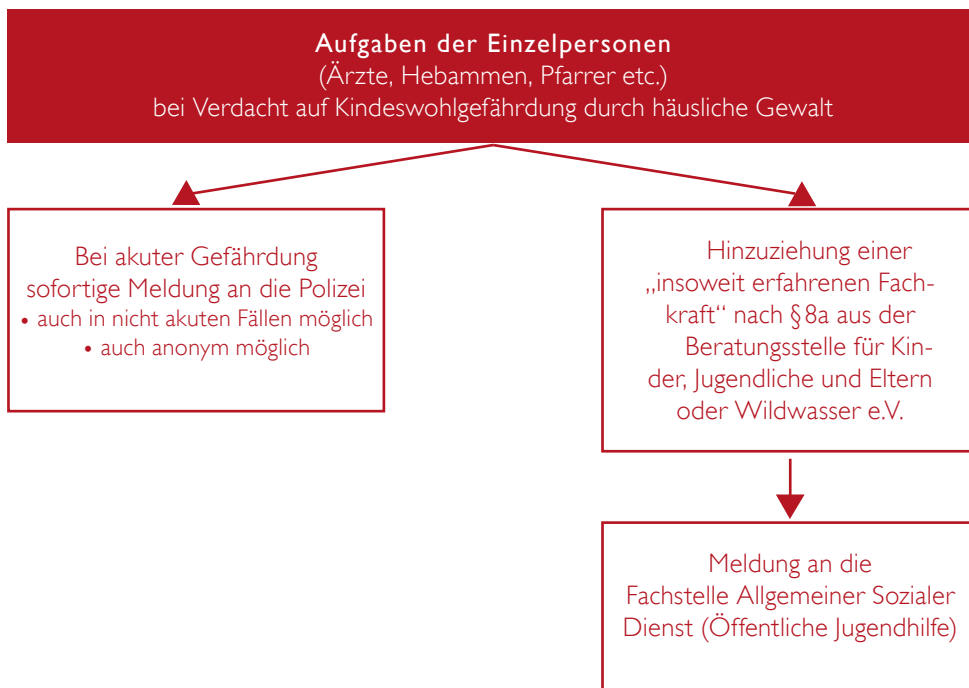 Aufgaben der Einzelpersonen
(Ärzte, Hebammen, Pfarrer etc.)
bei Verdacht auf Kindeswohlgefährdung durch häusliche Gewalt
Bei akuter Gefährdung
sofortige Meldung an die Polizei
• auch in nicht akuten Fällen möglich
• auch anonym möglich
Hinzuziehung einer
„insoweit erfahrenen Fach-
kraft“ nach § 8a aus der
Beratungsstelle für Kin-
der, Jugendliche und Eltern
oder Wildwasser e.V.
Meldung an die
Fachstelle Allgemeiner Sozialer
Dienst (Öffentliche Jugendhilfe)